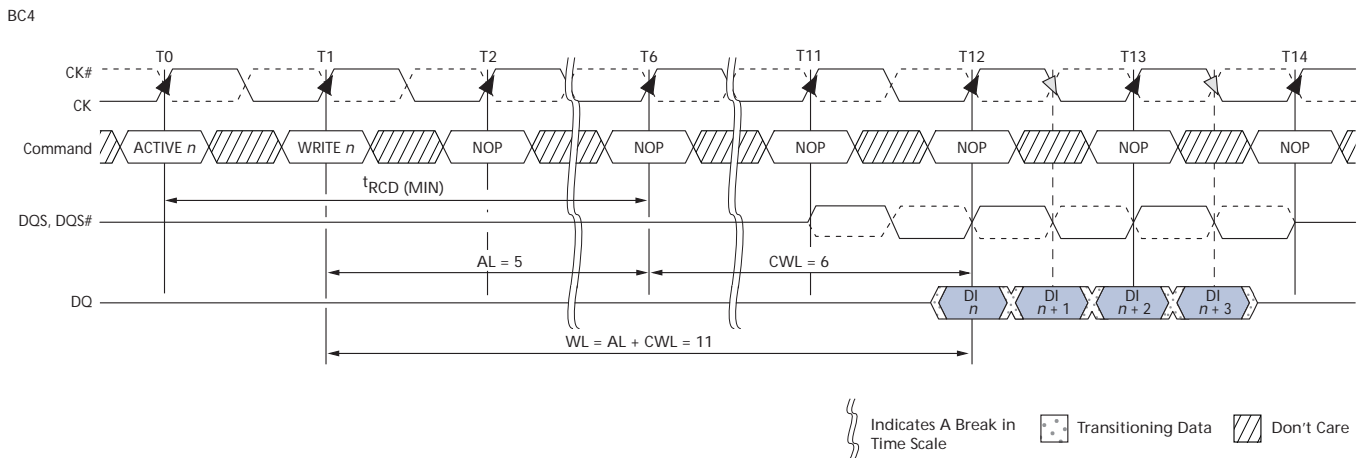 BC4
T0 T1 T2 T6 T11 T12 T13 T14
CK#
CK
Command ACTIVE n WRITE n NOP NOP NOP NOP NOP NOP
tRCD (MIN)
DQS, DQS#
AL = 5 CWL = 6
DQ DI n DI n + 1 DI n + 2 DI n + 3
WL = AL + CWL = 11
Indicates A Break in
Time Scale
Transitioning Data
Don't Care